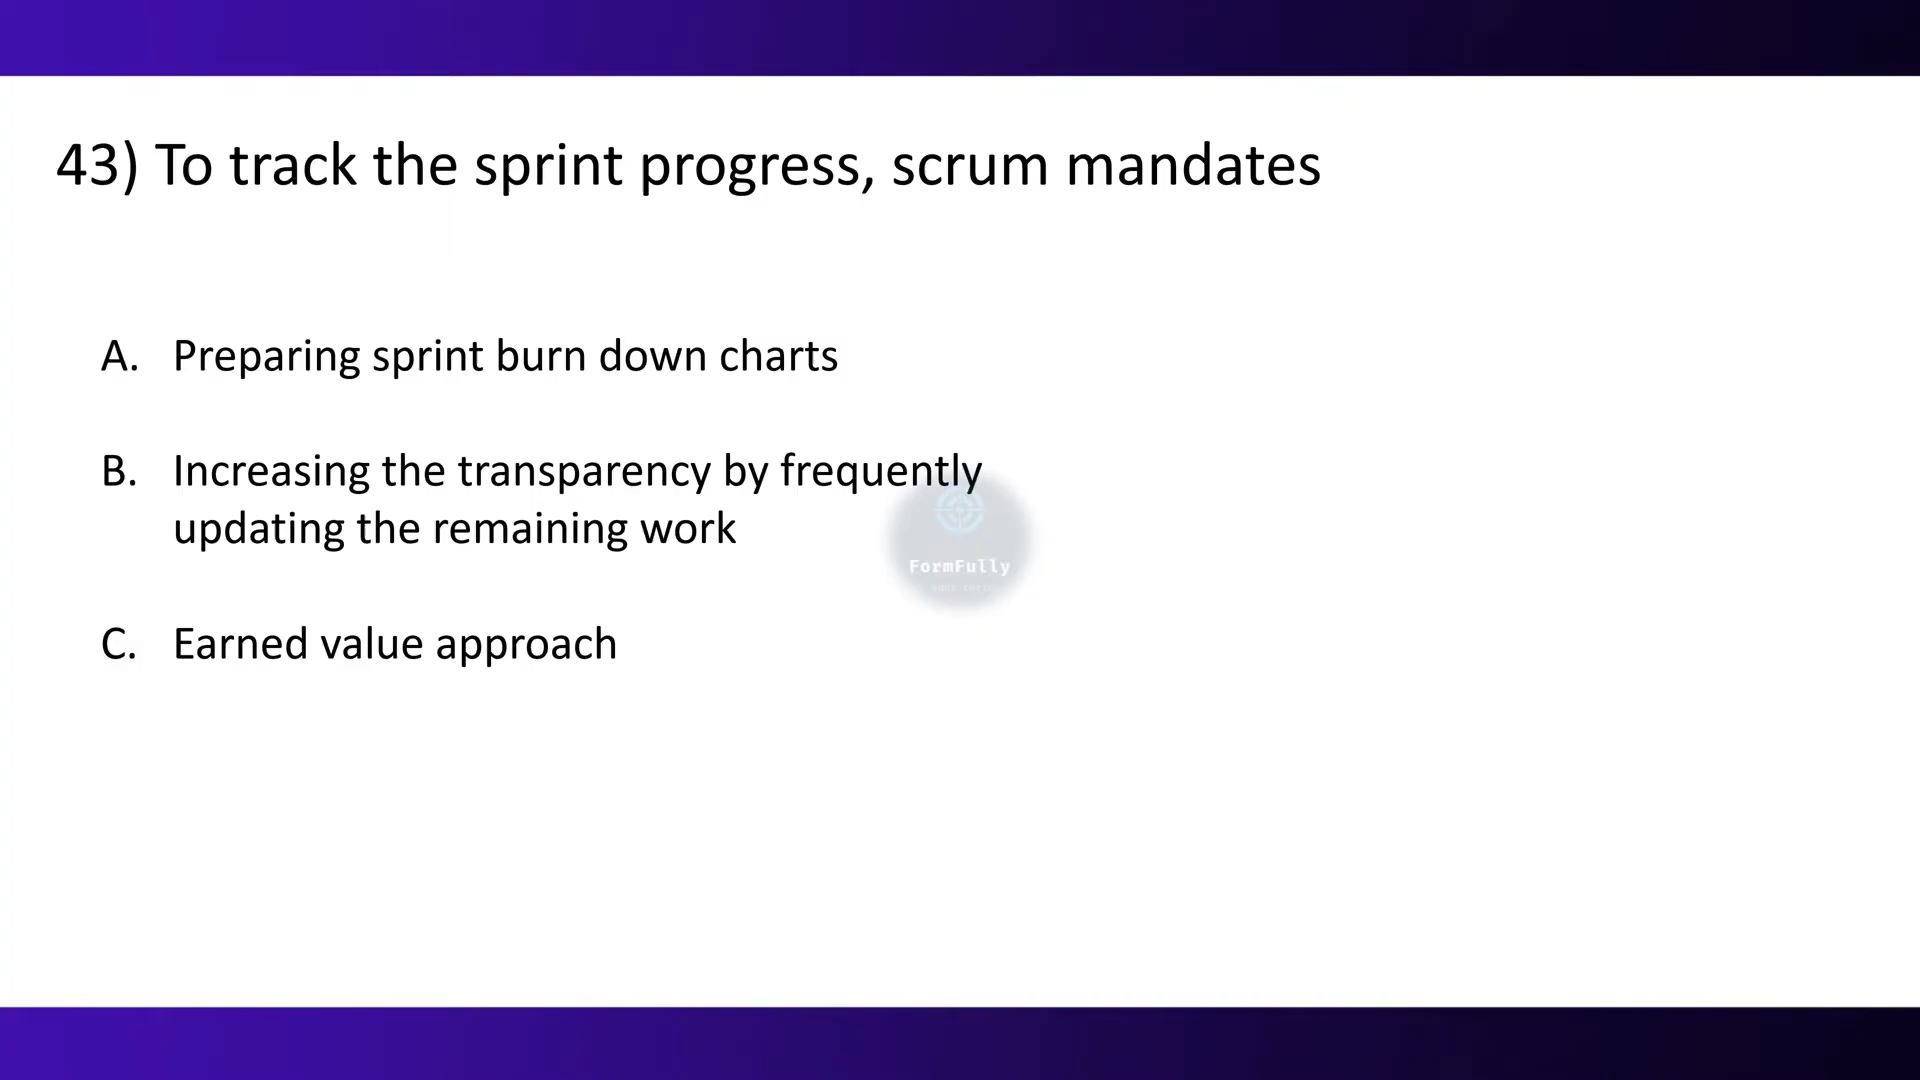 43) To track the sprint progress, scrum mandates
A. Preparing sprint burn down charts
B. Increasing the transparency by frequently
updating the remaining work
FormFully
C. Earned value approach